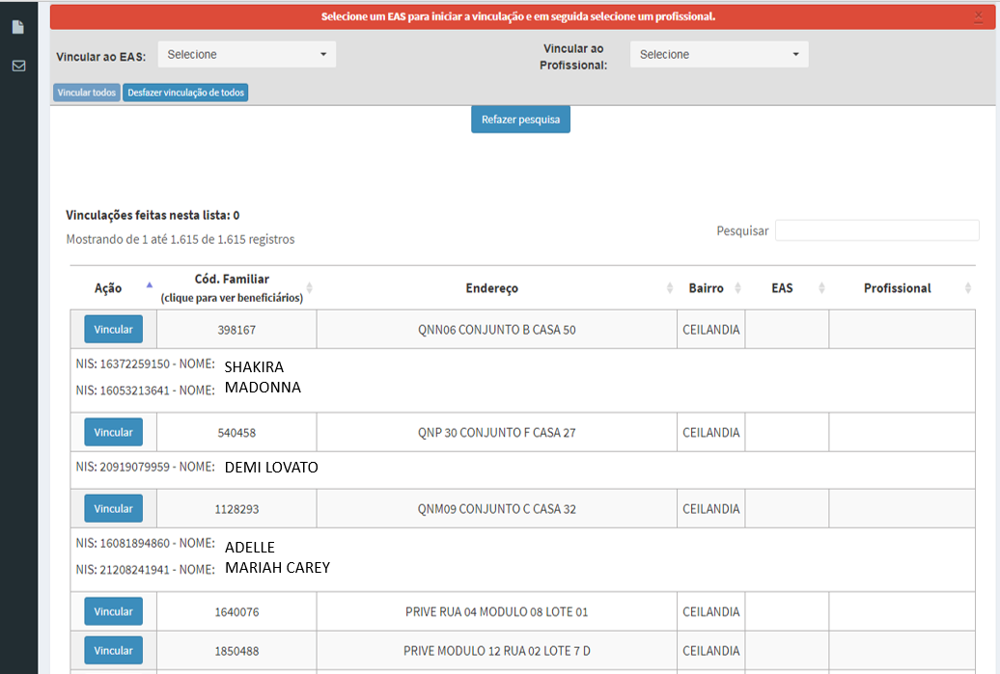 Selecione um EAS para iniciar a vinculação e em seguida selecione um profissional.
×
Vincular ao EAS: Selecione Vincular ao Profissional: Selecione
Vincular todos Desfazer vinculação de todos
Refazer pesquisa
Vinculações feitas nesta lista: 0
Mostrando de 1 até 1.615 de 1.615 registros
Pesquisar
Ação Cód. Familiar (clique para ver beneficiários) Endereço Bairro EAS Profissional
Vincular 398167 QNN06 CONJUNTO B CASA 50 CEILANDIA
NIS: 16372259150 - NOME: SHAKIRA
NIS: 16053213641 - NOME: MADONNA
Vincular 540458 QNP 30 CONJUNTO F CASA 27 CEILANDIA
NIS: 20919079959 - NOME: DEMI LOVATO
Vincular 1128293 QNM09 CONJUNTO C CASA 32 CEILANDIA
NIS: 16081894860 - NOME: ADELLE
NIS: 21208241941 - NOME: MARIAH CAREY
Vincular 1640076 PRIVE RUA 04 MODULO 08 LOTE 01 CEILANDIA
Vincular 1850488 PRIVE MODULO 12 RUA 02 LOTE 7 D CEILANDIA